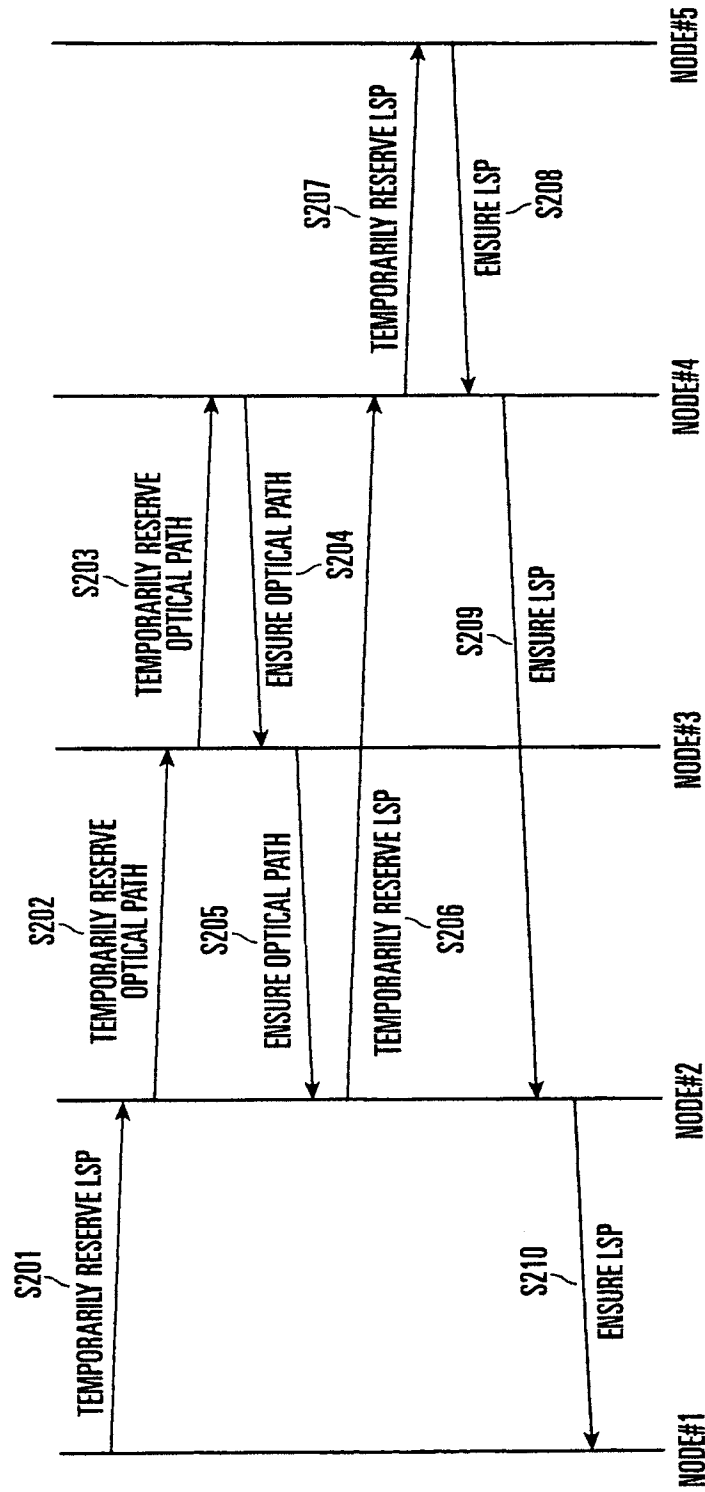 S201
TEMPORARILY RESERVE LSP
S202
TEMPORARILY RESERVE
OPTICAL PATH
S203
TEMPORARILY RESERVE
OPTICAL PATH
ENSURE OPTICAL PATH
S204
S205
ENSURE OPTICAL PATH
TEMPORARILY RESERVE LSP
S206
S207
TEMPORARILY RESERVE LSP
ENSURE LSP
S208
S209
ENSURE LSP
S210
ENSURE LSP
NODE#1
NODE#2
NODE#3
NODE#4
NODE#5